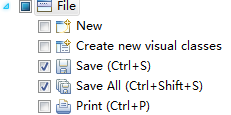 File
New
Create new visual classes
Save (Ctrl+S)
Save All (Ctrl+Shift+S)
Print (Ctrl+P)